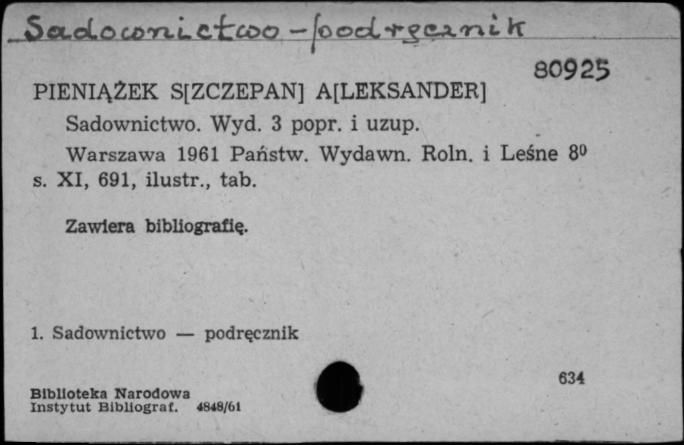 Sadownictwo - podręcznik
80925
PIENIĄŻEK S[ZCZEPAN] A[LEKSANDER]
Sadownictwo. Wyd. 3 popr. i uzup.
Warszawa 1961 Państw. Wydawn. Roln. i Leśne 8⁰
s. XI, 691, ilustr., tab.
Zawiera bibliografię.
1. Sadownictwo — podręcznik
634
Biblioteka Narodowa
Instytut Bibliograf. 4848/61